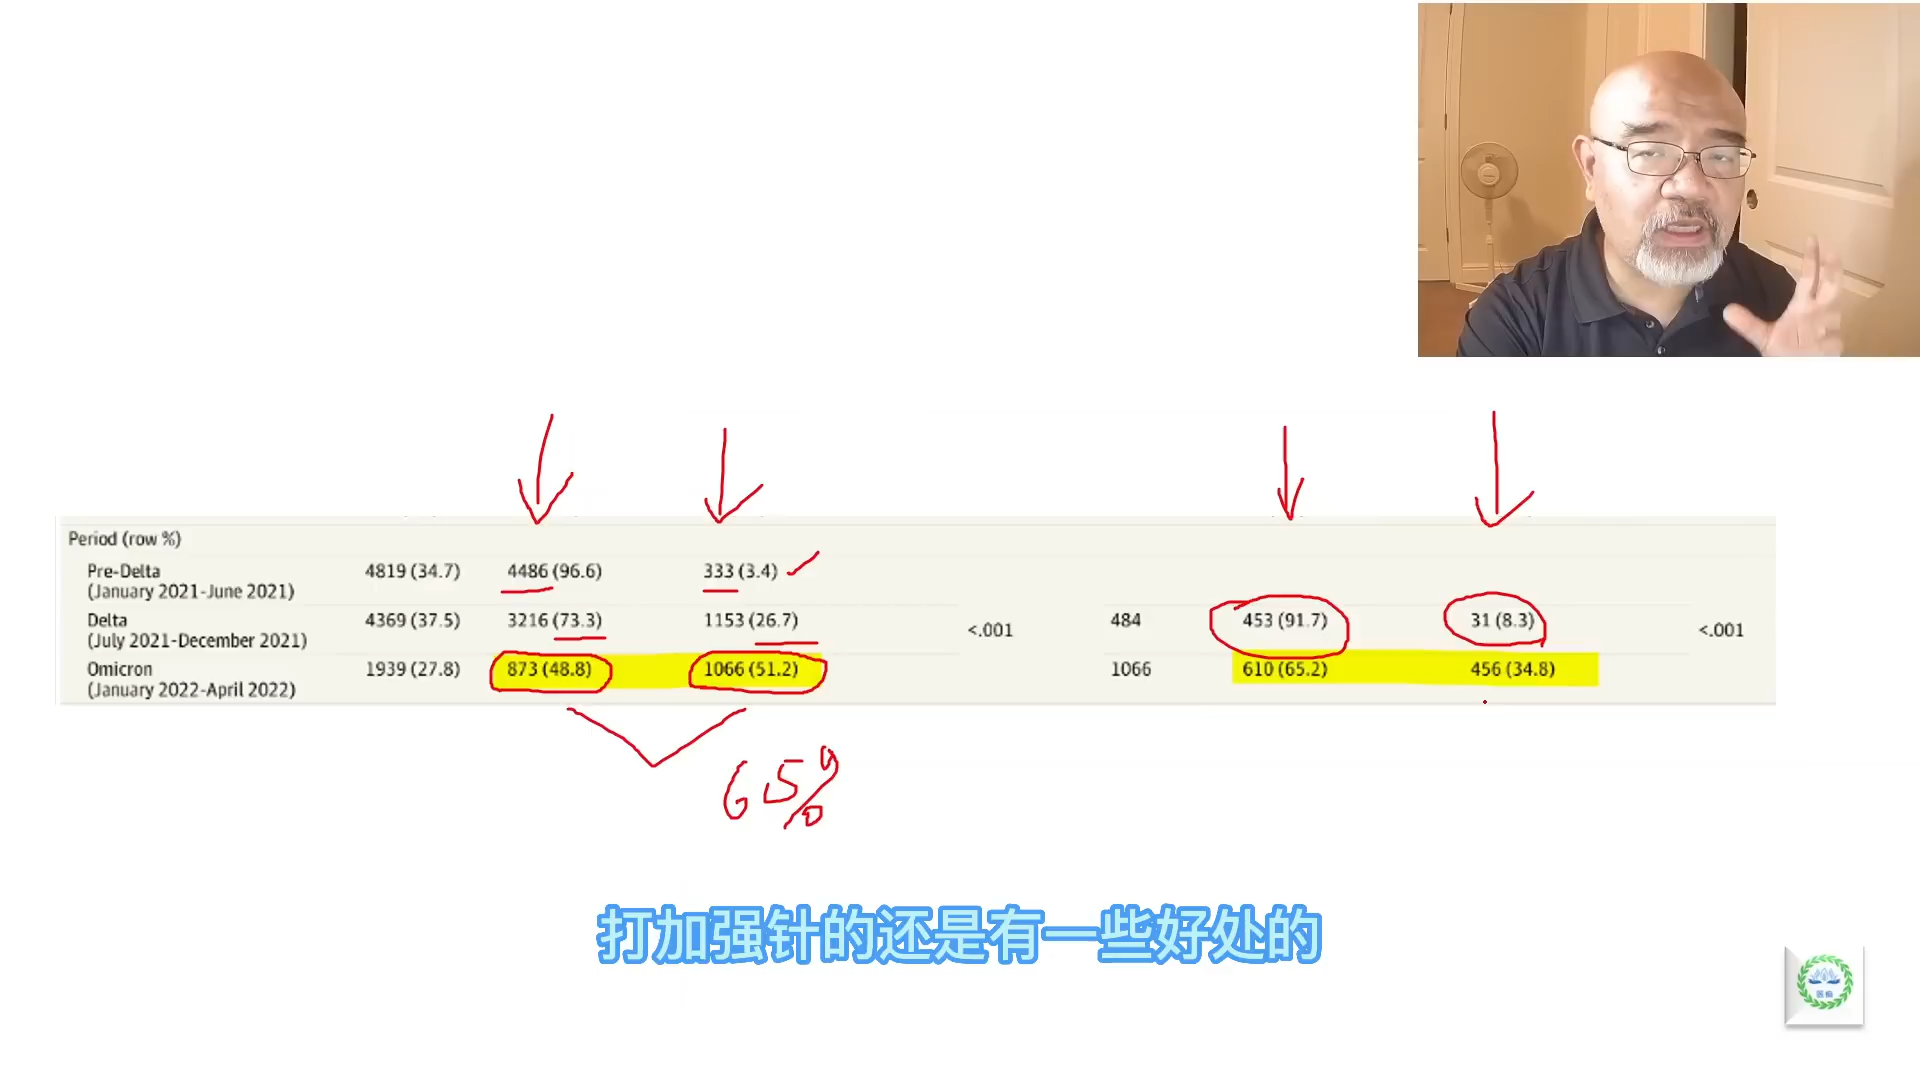 Period (row %)
Pre-Delta 4819 (34.7) 4486 (96.6) 333 (3.4)
(January 2021-June 2021)
Delta 4369 (37.5) 3216 (73.3) 1153 (26.7) <.001 484 453 (91.7) 31 (8.3) <.001
(July 2021-December 2021)
Omicron 1939 (27.8) 873 (48.8) 1066 (51.2) 1066 610 (65.2) 456 (34.8)
(January 2022-April 2022)
65%
打加强针的还是有一些好处的